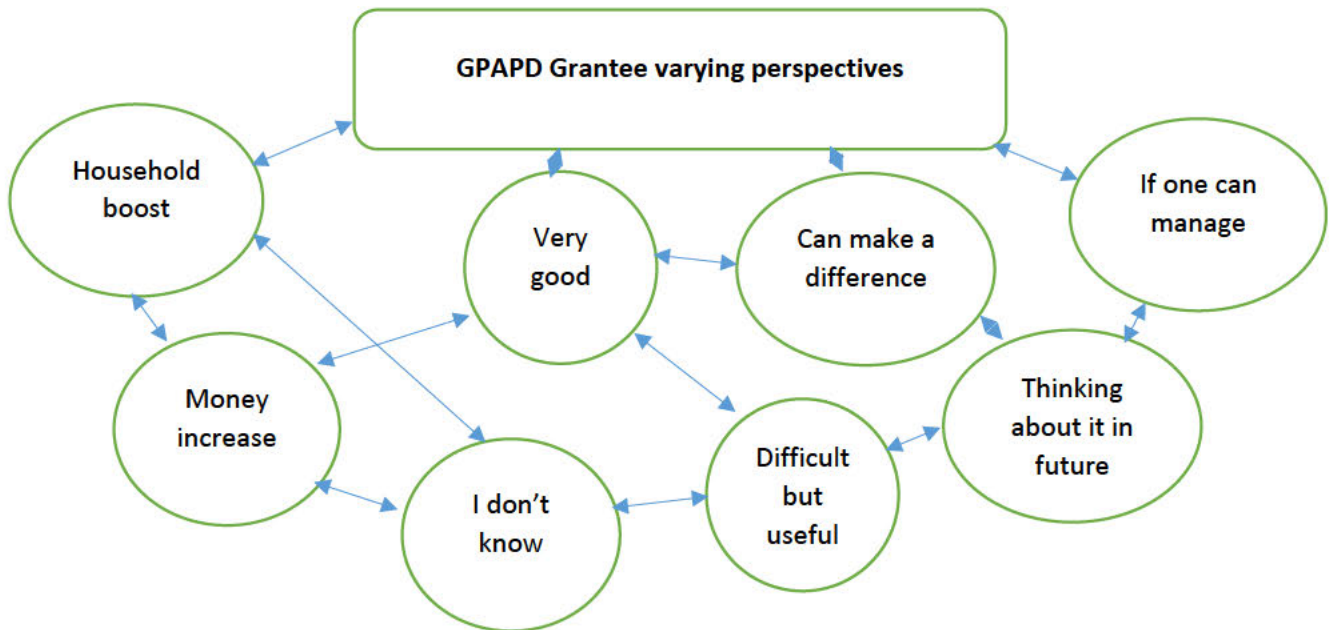 GPAPD Grantee varying perspectives
Household
boost
Very
good
Can make a
difference
If one can
manage
Money
increase
I don’t
know
Difficult
but
useful
Thinking
about it in
future